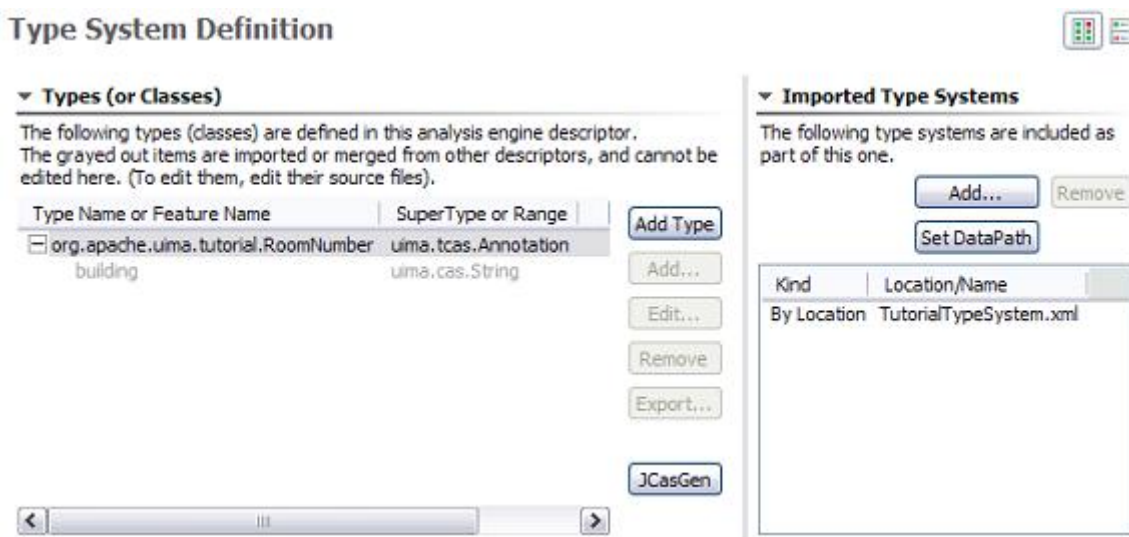 Type System Definition
Types (or Classes)
The following types (classes) are defined in this analysis engine descriptor.
The grayed out items are imported or merged from other descriptors, and cannot be
edited here. (To edit them, edit their source files).
Type Name or Feature Name SuperType or Range
org.apache.uima.tutorial.RoomNumber uima.tcas.Annotation
building uima.cas.String
Add Type
Add...
Edit...
Remove
Export...
JCasGen
Imported Type Systems
The following type systems are included as
part of this one.
Add... Remove
Set DataPath
Kind Location/Name
By Location TutorialTypeSystem.xml